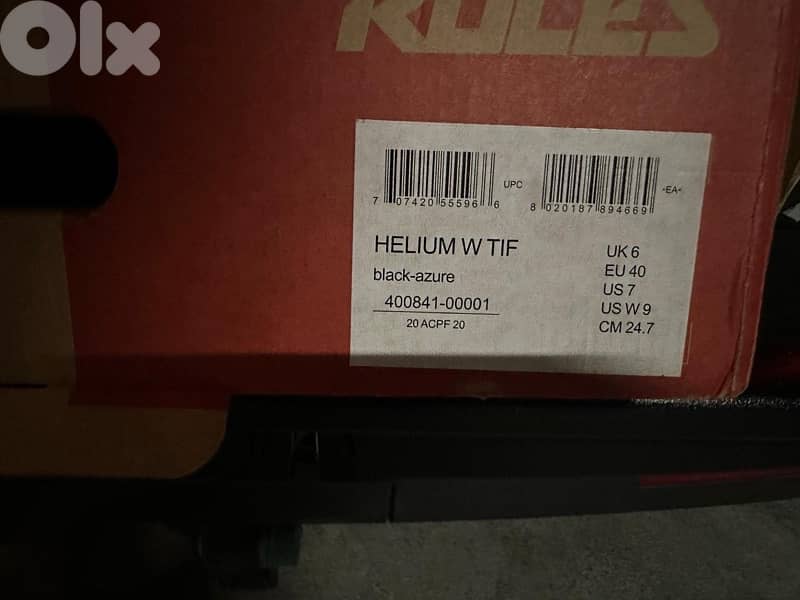 Olx
RULES
7 07420 55596 6
UPC
8 020187 894669
-EA-
HELIUM W TIF
black-azure
400841-00001
20 ACPF 20
UK 6
EU 40
US 7
US W 9
CM 24.7